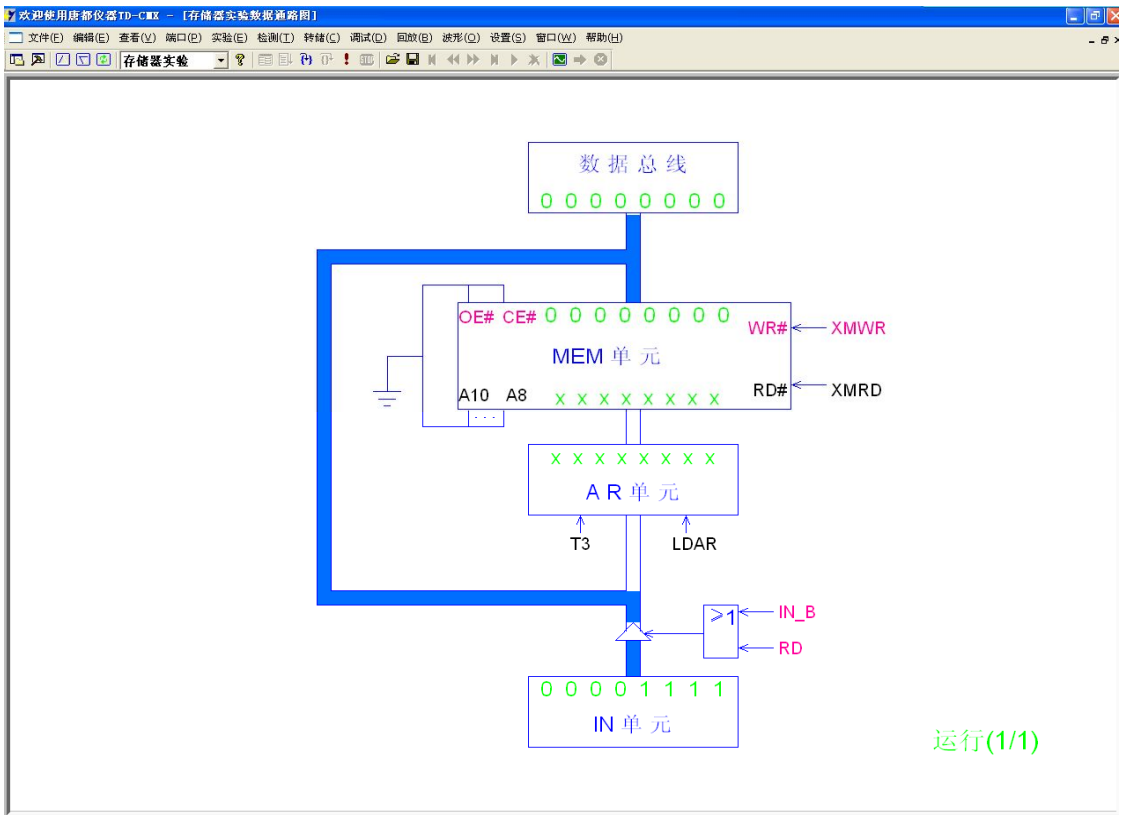 欢迎使用唐都仪器TD-CMX - [存储器实验数据通路图]
文件(F) 编辑(E) 查看(V) 端口(P) 实验(E) 检测(T) 转储(C) 调试(D) 回放(B) 波形(O) 设置(S) 窗口(W) 帮助(H)
存储器实验
数据总线
0 0 0 0 0 0 0 0
OE# CE# 0 0 0 0 0 0 0 0
WR# XMWR
MEM 单元
RD# XMRD
A10 ... A8 x x x x x x x x
x x x x x x x x
AR单元
T3 LDAR
≥1 IN_B
RD
0 0 0 0 1 1 1 1
IN 单元
运行(1/1)